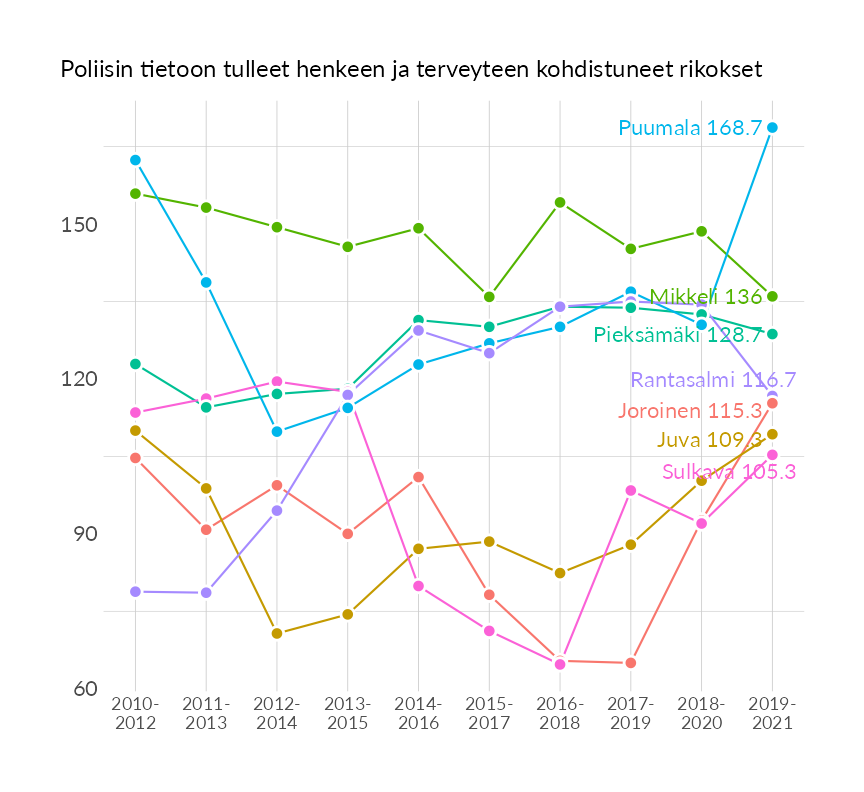 Poliisin tietoon tulleet henkeen ja terveyteen kohdistuneet rikokset
Puumala 168.7
150
Mikkeli 136
Pieksämäki 128.7
120
Rantasalmi 116.7
Joroinen 115.3
Juva 109.3
Sulkava 105.3
90
60
2010- 2011- 2012- 2013- 2014- 2015- 2016- 2017- 2018- 2019-
2012 2013 2014 2015 2016 2017 2018 2019 2020 2021